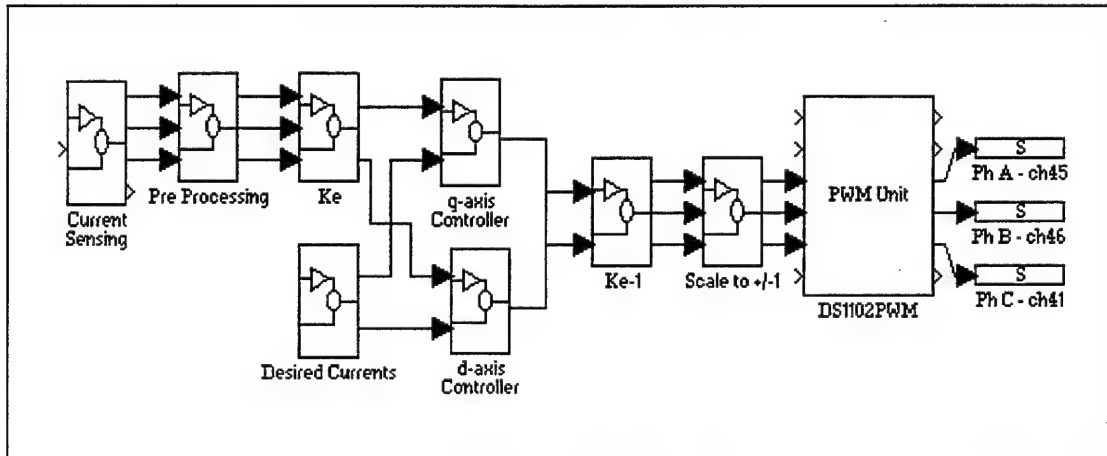 Current
Sensing
Pre Processing
Ke
Desired Currents
q-axis
Controller
d-axis
Controller
Ke-1
Scale to +/-1
PWM Unit
DS1102PWM
S
Ph A - ch45
S
Ph B - ch46
S
Ph C - ch41